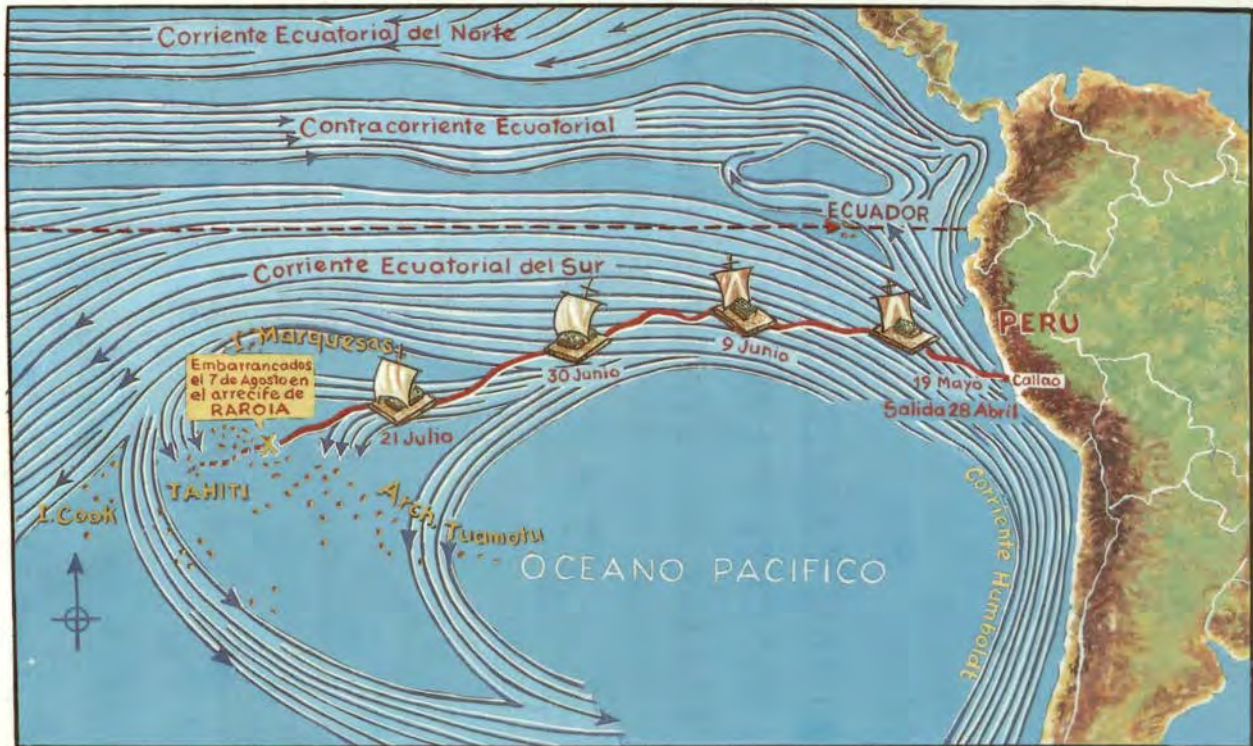 Corriente Ecuatorial del Norte
Contracorriente Ecuatorial
ECUADOR
Corriente Ecuatorial del Sur
I. Marquesas
Embarrancados
el 7 de Agosto en
el arrecife de
RAROIA
PERU
9 Junio
30 Junio
19 Mayo
Callao
Salida 28 Abril
21 Julio
TAHITI
I. Cook
Arch. Tuamotu
OCEANO PACIFICO
Corriente Humboldt